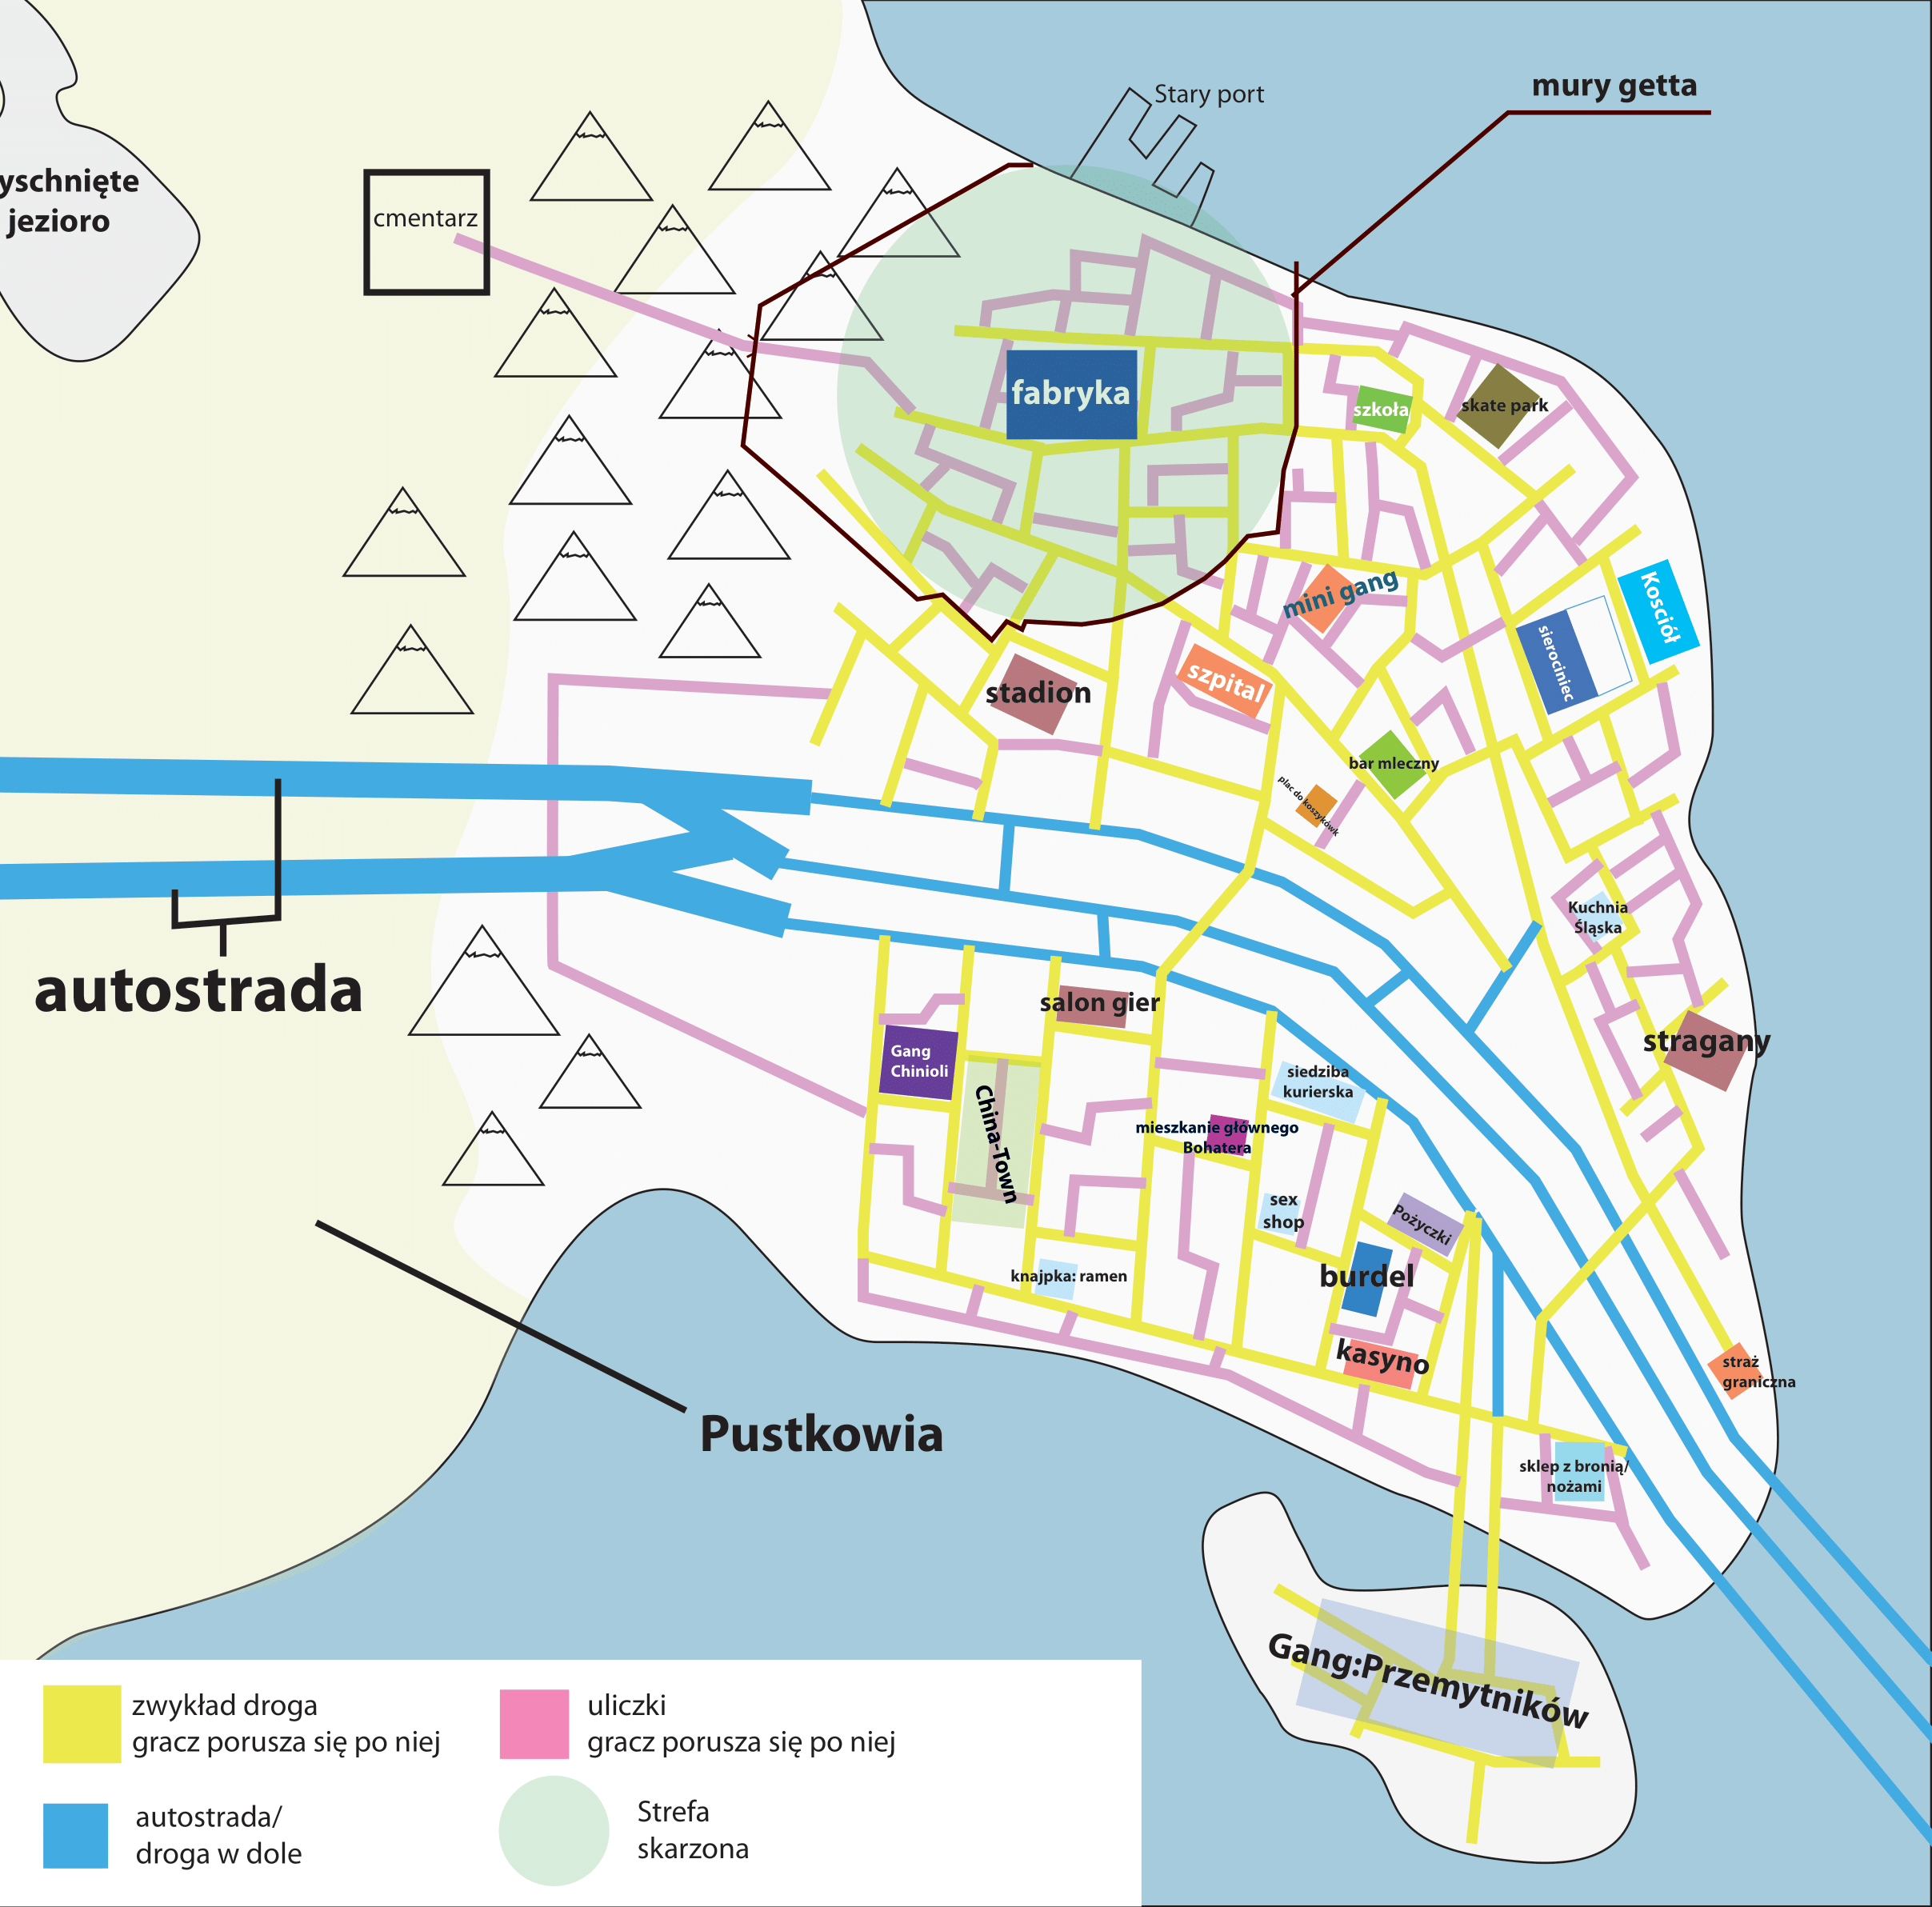 Stary port
mury getta
yschnięte
jezioro
cmentarz
fabryka
szkoła
skate park
mini gang
Koscioł
sierociniec
szpital
stadion
bar mleczny
plac do koszykówk
Kuchnia
Śląska
autostrada
salon gier
stragany
Gang
Chinioli
siedziba
kurierska
China-Town
mieszkanie głównego
Bohatera
sex
shop
Pożyczki
knajpka: ramen
burdel
kasyno
straż
graniczna
Pustkowia
sklep z bronią/
nożami
Gang:Przemytników
zwykład droga
gracz porusza się po niej
uliczki
gracz porusza się po niej
autostrada/
droga w dole
Strefa
skarzona